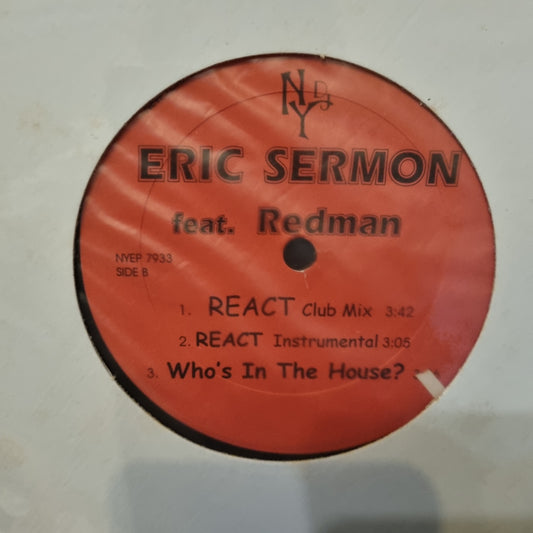 NY DJ
ERIC SERMON
feat. Redman
NYEP 7933
SIDE B
1. REACT Club Mix 3:42
2. REACT Instrumental 3:05
3. Who's In The House?